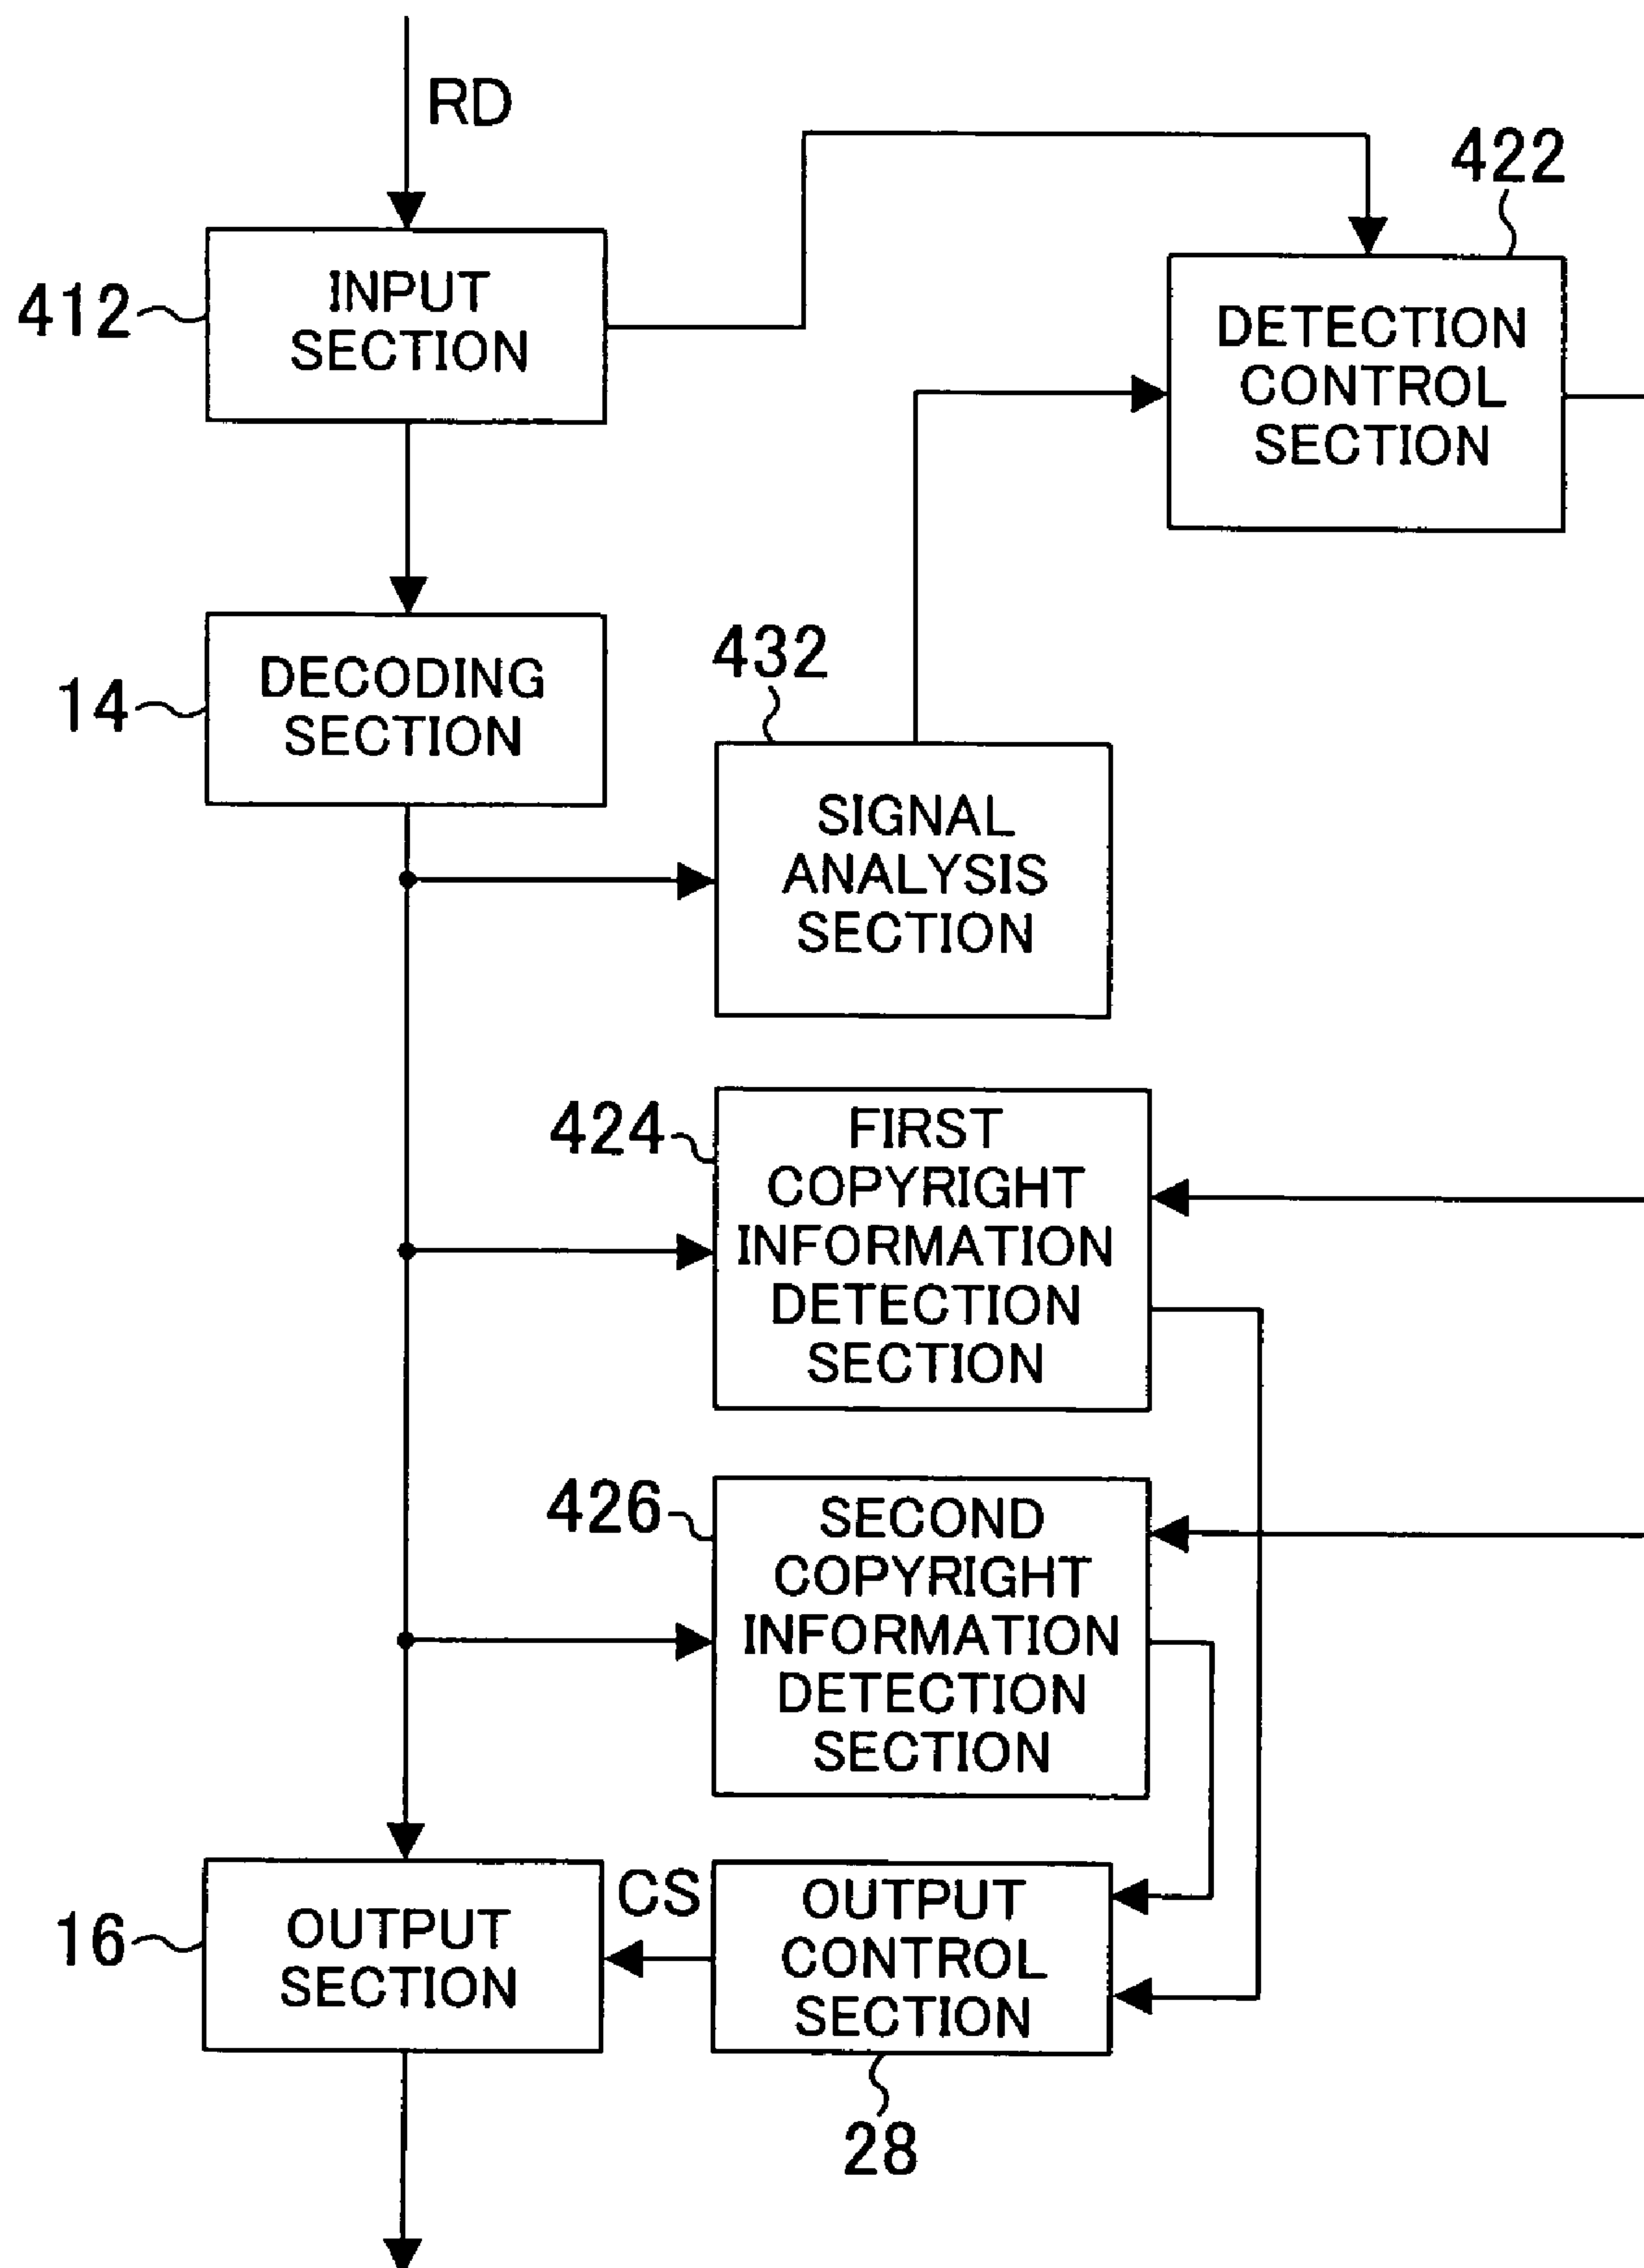 RD
422
412
INPUT
SECTION
DETECTION
CONTROL
SECTION
14
DECODING
SECTION
432
SIGNAL
ANALYSIS
SECTION
424
FIRST
COPYRIGHT
INFORMATION
DETECTION
SECTION
426
SECOND
COPYRIGHT
INFORMATION
DETECTION
SECTION
16
OUTPUT
SECTION
CS
OUTPUT
CONTROL
SECTION
28